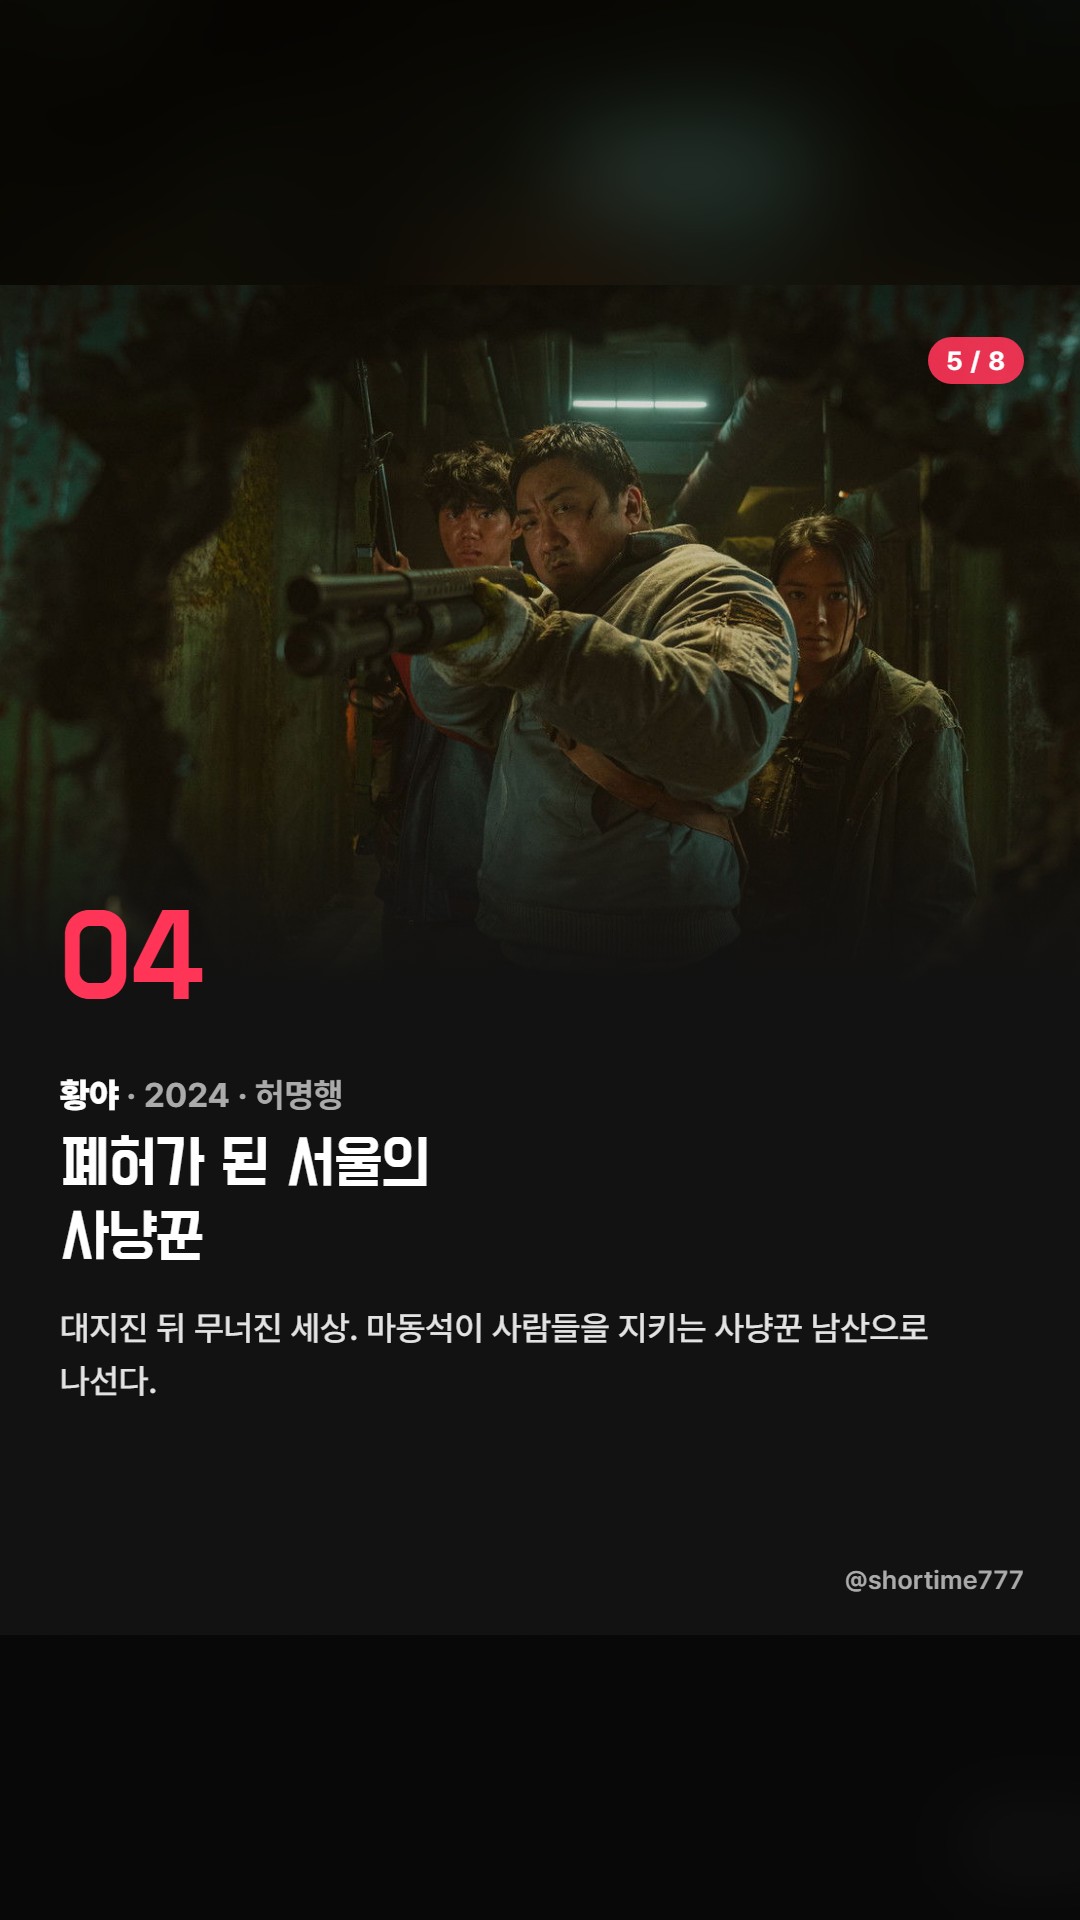 5 / 8
04
황야 · 2024 · 허명행
폐허가 된 서울의
사냥꾼
대지진 뒤 무너진 세상. 마동석이 사람들을 지키는 사냥꾼 남산으로
나선다.
@shortime777